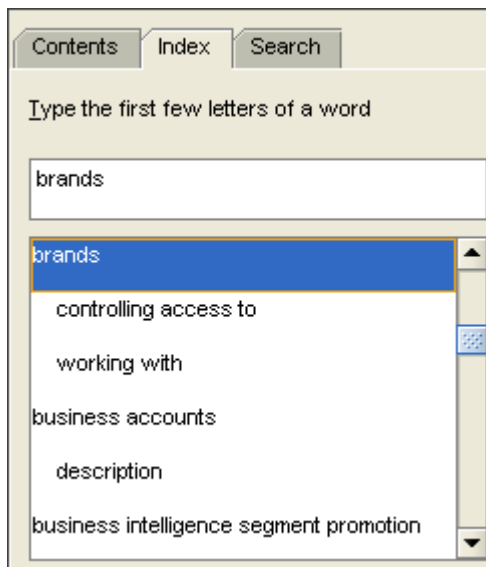 Contents Index Search
Type the first few letters of a word
brands
brands
controlling access to
working with
business accounts
description
business intelligence segment promotion